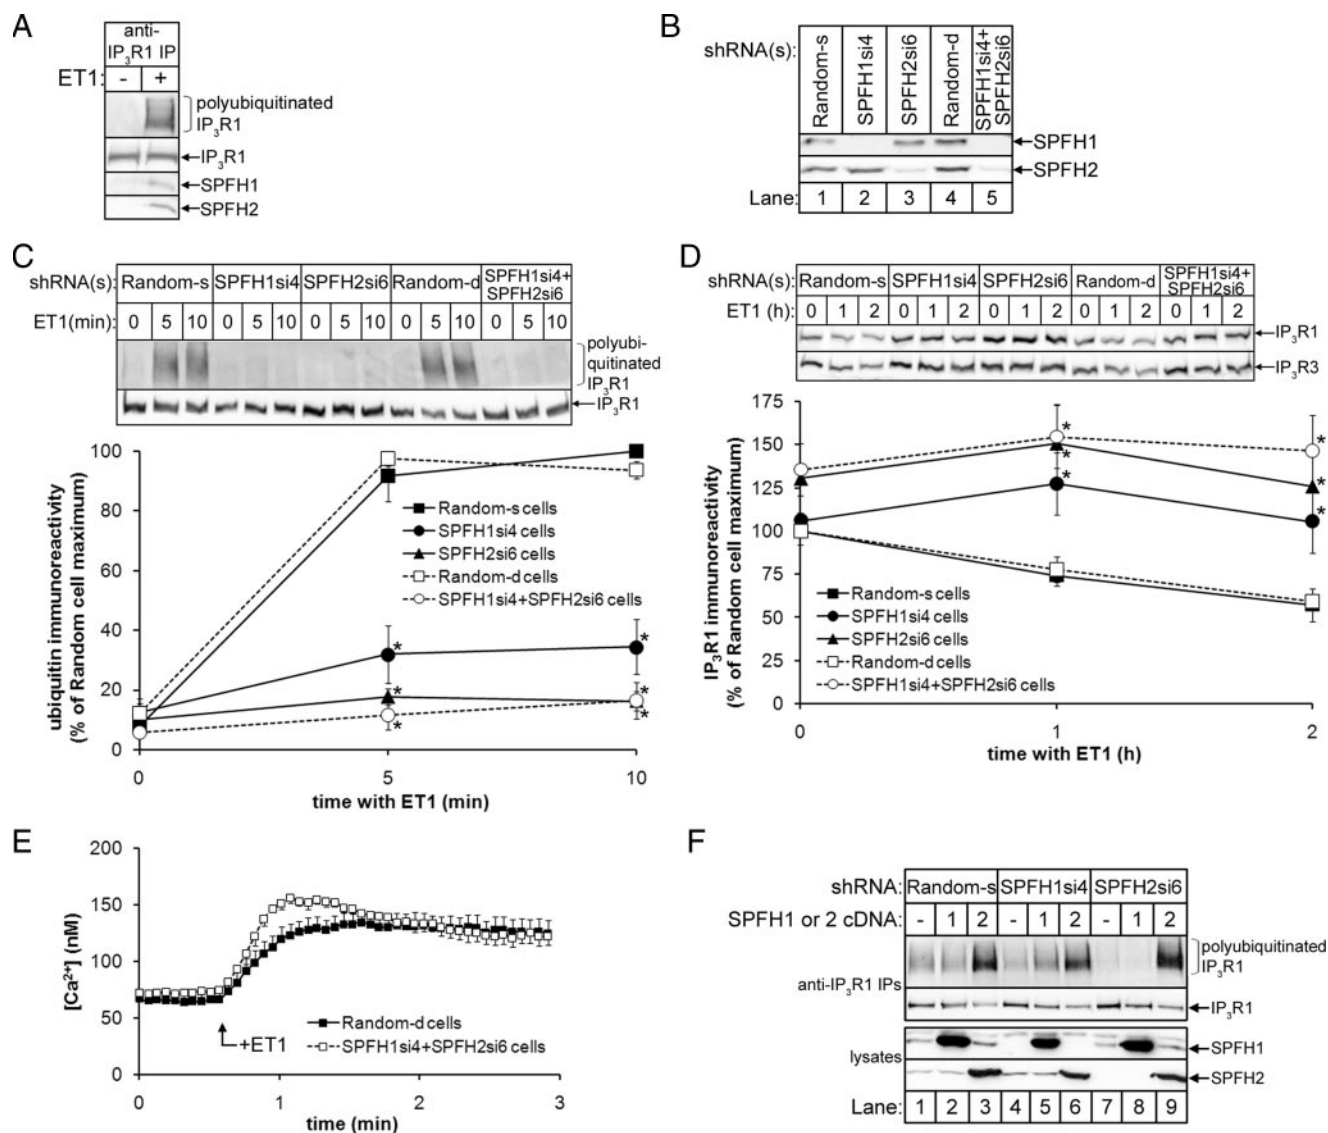 A
anti-
IP3R1 IP
ET1: - +
polyubiquitinated
IP3R1
IP3R1
SPFH1
SPFH2
B
shRNA(s): Random-s SPFH1si4 SPFH2si6 Random-d SPFH1si4+ SPFH2si6
SPFH1
SPFH2
Lane: 1 2 3 4 5
C
shRNA(s): Random-s SPFH1si4 SPFH2si6 Random-d SPFH1si4+ SPFH2si6
ET1(min): 0 5 10 0 5 10 0 5 10 0 5 10 0 5 10
polyubi-
quitinated
IP3R1
IP3R1
ubiquitin immunoreactivity
(% of Random cell maximum)
100
80
60
40
20
0
Random-s cells
SPFH1si4 cells
SPFH2si6 cells
Random-d cells
SPFH1si4+SPFH2si6 cells
* * *
* *
0 5 10
time with ET1 (min)
D
shRNA(s): Random-s SPFH1si4 SPFH2si6 Random-d SPFH1si4+ SPFH2si6
ET1 (h): 0 1 2 0 1 2 0 1 2 0 1 2 0 1 2
IP3R1
IP3R3
IP3R1 immunoreactivity
(% of Random cell maximum)
175
150
125
100
75
50
25
0
* * *
* * *
Random-s cells
SPFH1si4 cells
SPFH2si6 cells
Random-d cells
SPFH1si4+SPFH2si6 cells
0 1 2
time with ET1 (h)
E
[Ca2+] (nM)
200
150
100
50
0
+ET1
Random-d cells
SPFH1si4+SPFH2si6 cells
0 1 2 3
time (min)
F
shRNA: Random-s SPFH1si4 SPFH2si6
SPFH1 or 2 cDNA: - 1 2 - 1 2 - 1 2
anti-IP3R1 IPs
polyubiquitinated
IP3R1
IP3R1
lysates
SPFH1
SPFH2
Lane: 1 2 3 4 5 6 7 8 9